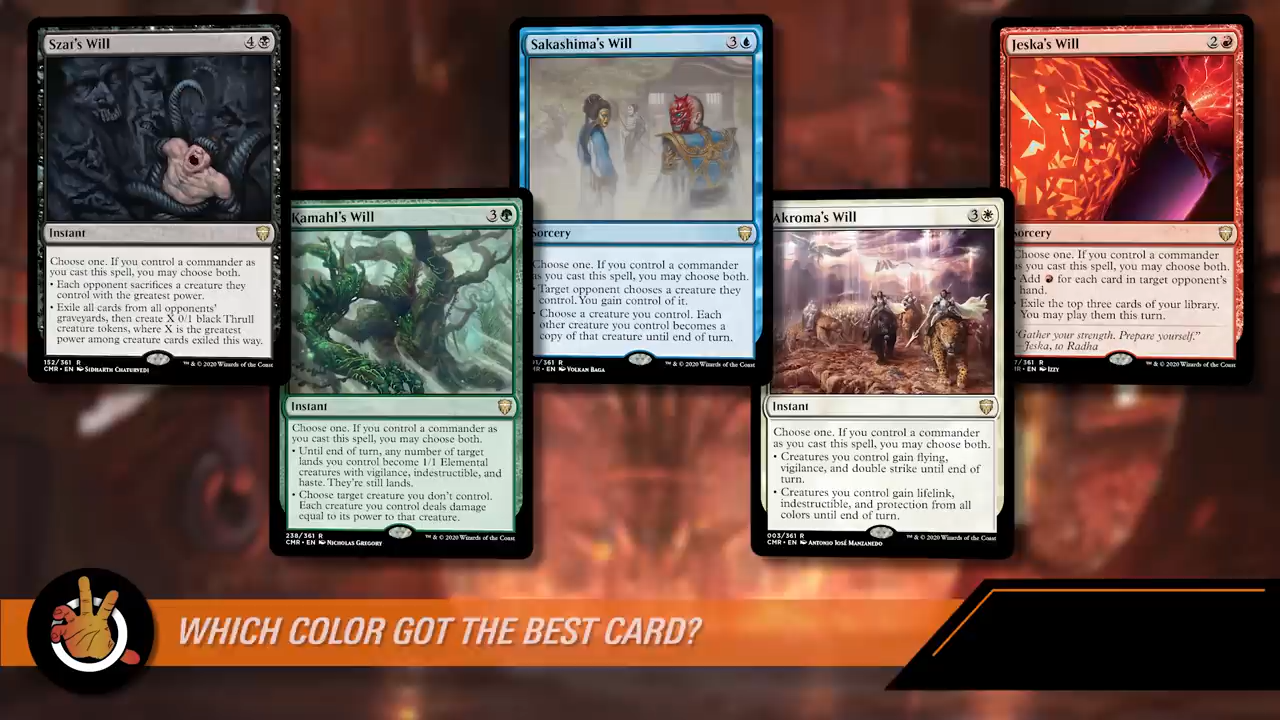 Szat's Will 4
Instant
Choose one. If you control a commander as
you cast this spell, you may choose both.
• Each opponent sacrifices a creature they
control with the greatest power.
• Exile all cards from all opponents'
graveyards, then create X 0/1 black Thrull
creature tokens, where X is the greatest
power among creature cards exiled this way.
152/361 R
CMR • EN Sidharth Chaturvedi
™ & © 2020 Wizards of the Coast
Kamahl's Will 3
Instant
Choose one. If you control a commander as
you cast this spell, you may choose both.
• Until end of turn, any number of target
lands you control become 1/1 Elemental
creatures with vigilance, indestructible, and
haste. They're still lands.
• Choose target creature you don't control.
Each creature you control deals damage
equal to its power to that creature.
238/361 R
CMR • EN Nicholas Gregory
™ & © 2020 Wizards of the Coast
Sakashima's Will 3
Sorcery
Choose one. If you control a commander
as you cast this spell, you may choose both.
• Target opponent chooses a creature they
control. You gain control of it.
• Choose a creature you control. Each
other creature you control becomes a
copy of that creature until end of turn.
/361 R
• EN Volkan Baga
™ & © 2020 Wizards of the Coast
Akroma's Will 3
Instant
Choose one. If you control a commander
as you cast this spell, you may choose both.
• Creatures you control gain flying,
vigilance, and double strike until end of
turn.
• Creatures you control gain lifelink,
indestructible, and protection from all
colors until end of turn.
003/361 R
CMR • EN Antonio José Manzanedo
™ & © 2020 Wizards of the Coast
Jeska's Will 2
Sorcery
Choose one. If you control a commander as
you cast this spell, you may choose both.
• Add for each card in target opponent's
hand.
• Exile the top three cards of your library.
You may play them this turn.
"Gather your strength. Prepare yourself."
—Jeska, to Radha
7/361 R
• EN Izzy
™ & © 2020 Wizards of the Coast
WHICH COLOR GOT THE BEST CARD?